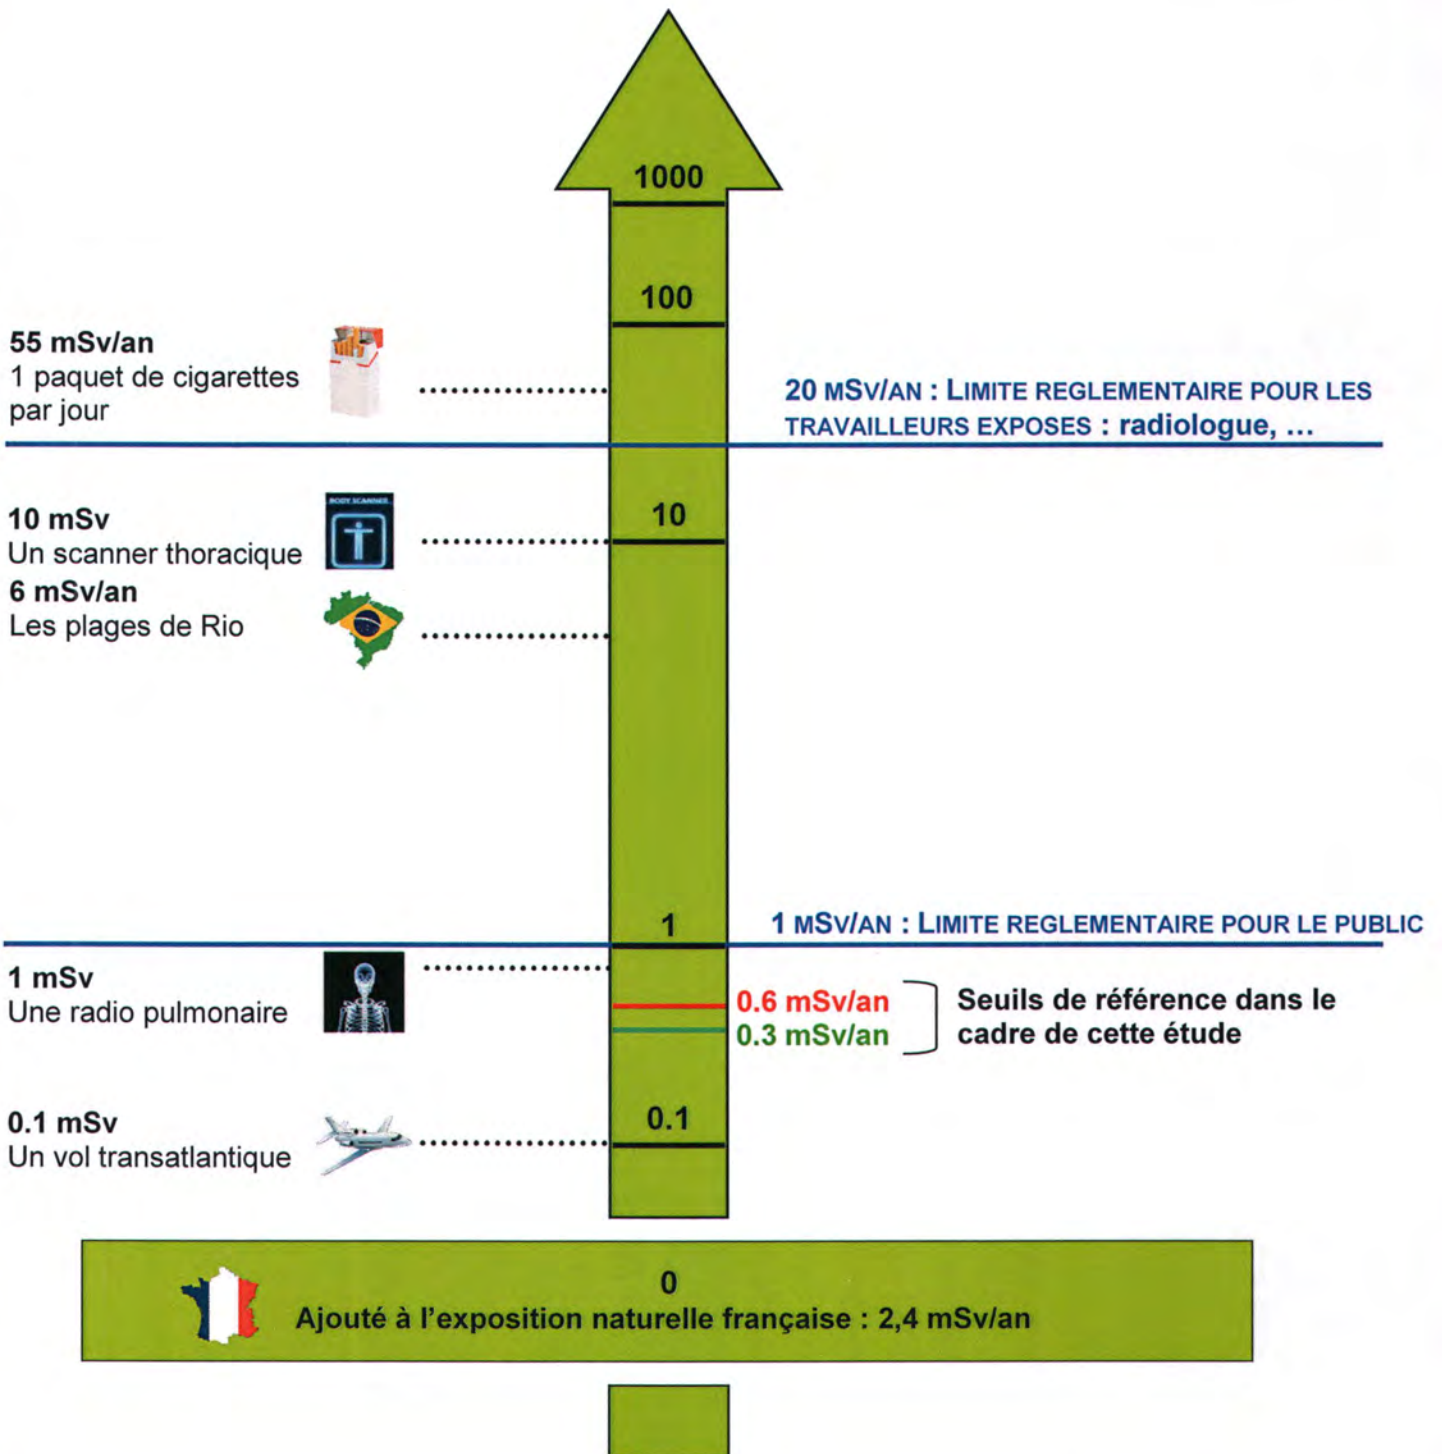 1000
100
55 mSv/an
1 paquet de cigarettes
par jour
20 MSV/AN : LIMITE REGLEMENTAIRE POUR LES
TRAVAILLEURS EXPOSES : radiologue, ...
BODY SCANNER
10 mSv
Un scanner thoracique
10
6 mSv/an
Les plages de Rio
1
1 MSV/AN : LIMITE REGLEMENTAIRE POUR LE PUBLIC
1 mSv
Une radio pulmonaire
0.6 mSv/an
0.3 mSv/an
Seuils de référence dans le
cadre de cette étude
0.1 mSv
Un vol transatlantique
0.1
0
Ajouté à l'exposition naturelle française : 2,4 mSv/an